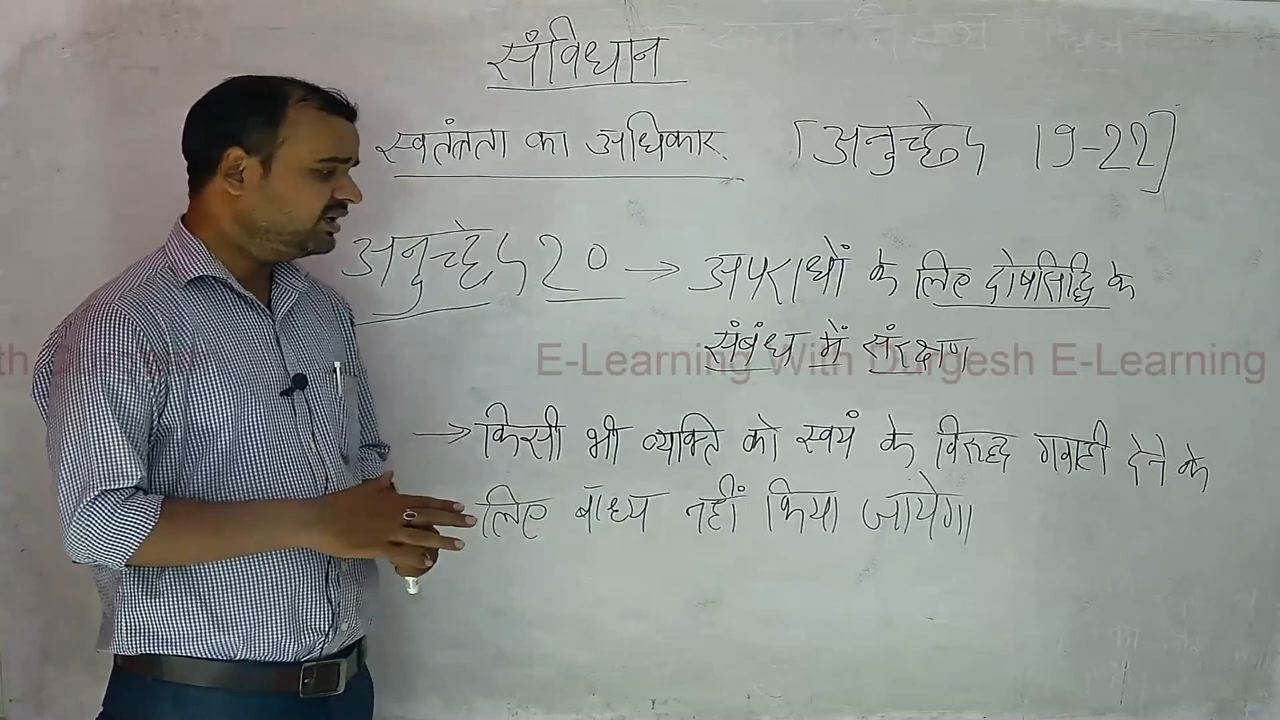 संविधान
स्वतंत्रता का अधिकार [अनुच्छेद 19-22]
अनुच्छेद 20 → अपराधों के लिए दोषसिद्धि के
संबंध में संरक्षण
th E-Learning With Durgesh E-Learning
→ किसी भी व्यक्ति को स्वयं के विरुद्ध गवाही देने के
लिए बाध्य नहीं किया जायेगा